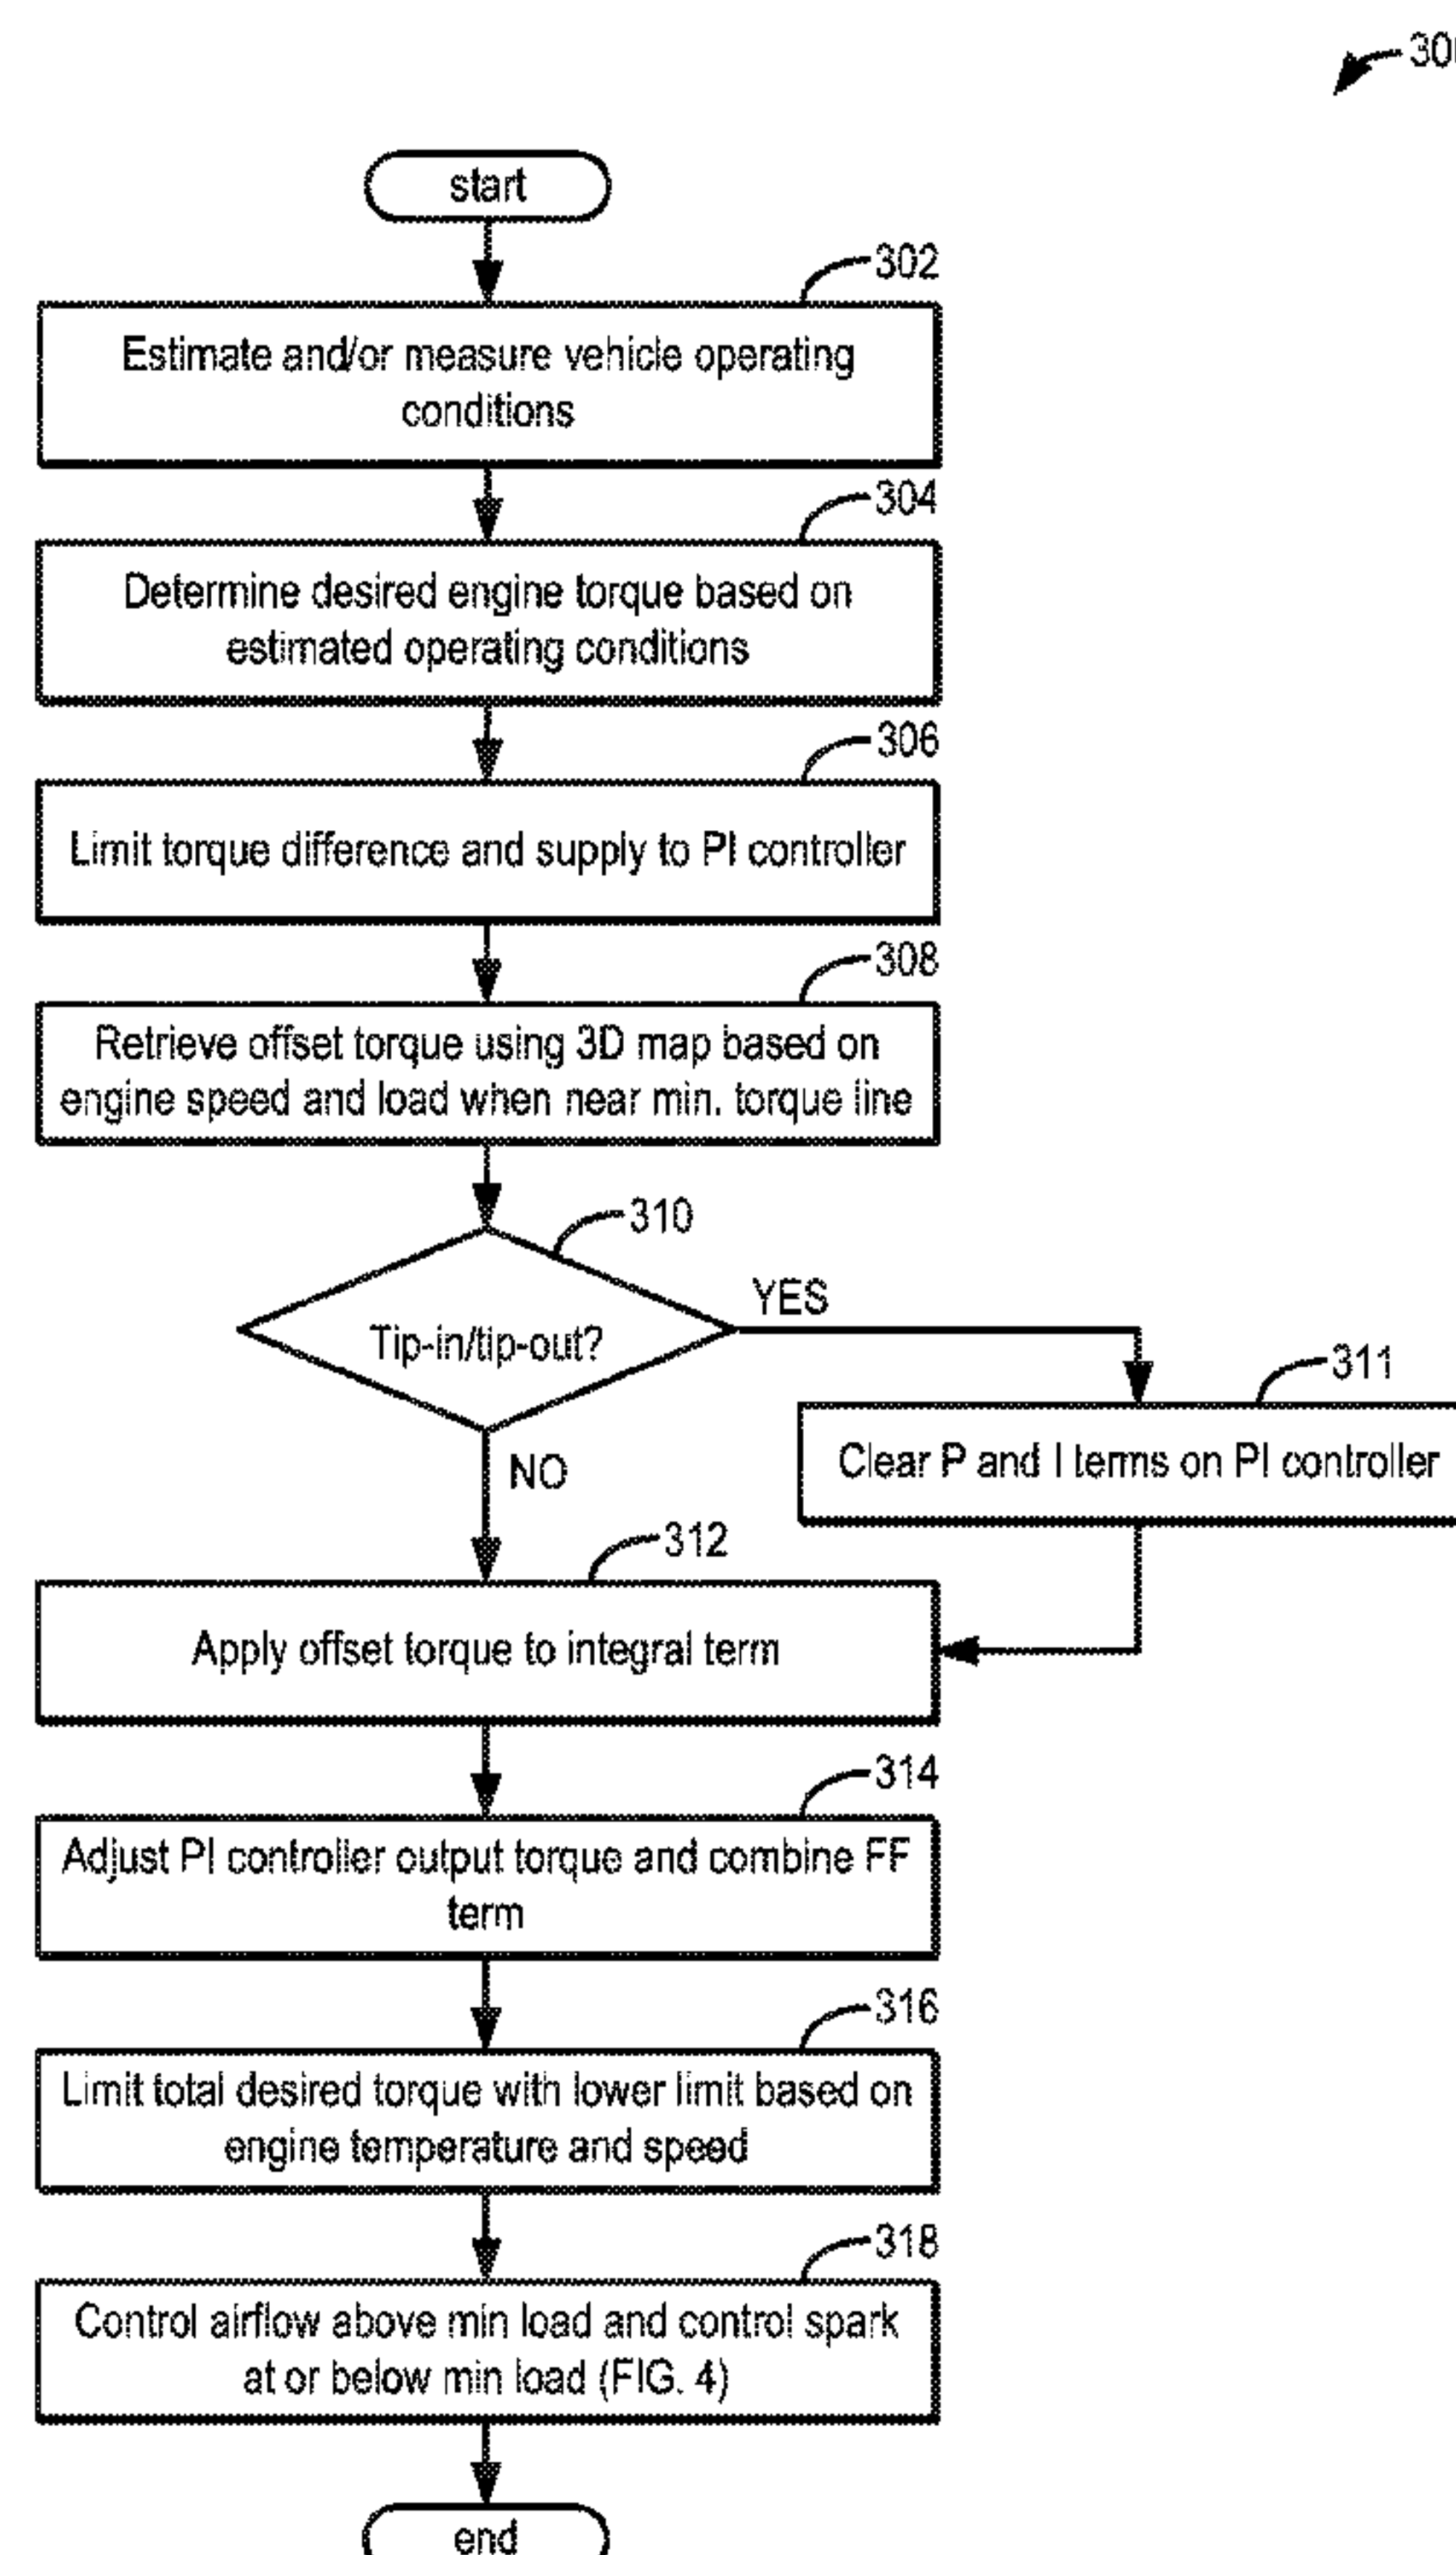 start
302
Estimate and/or measure vehicle operating
conditions
304
Determine desired engine torque based on
estimated operating conditions
306
Limit torque difference and supply to PI controller
308
Retrieve offset torque using 3D map based on
engine speed and load when near min. torque line
310
Tip-in/tip-out?
YES
311
Clear P and I terms on PI controller
NO
312
Apply offset torque to integral term
314
Adjust PI controller output torque and combine FF
term
316
Limit total desired torque with lower limit based on
engine temperature and speed
318
Control airflow above min load and control spark
at or below min load (FIG. 4)
end